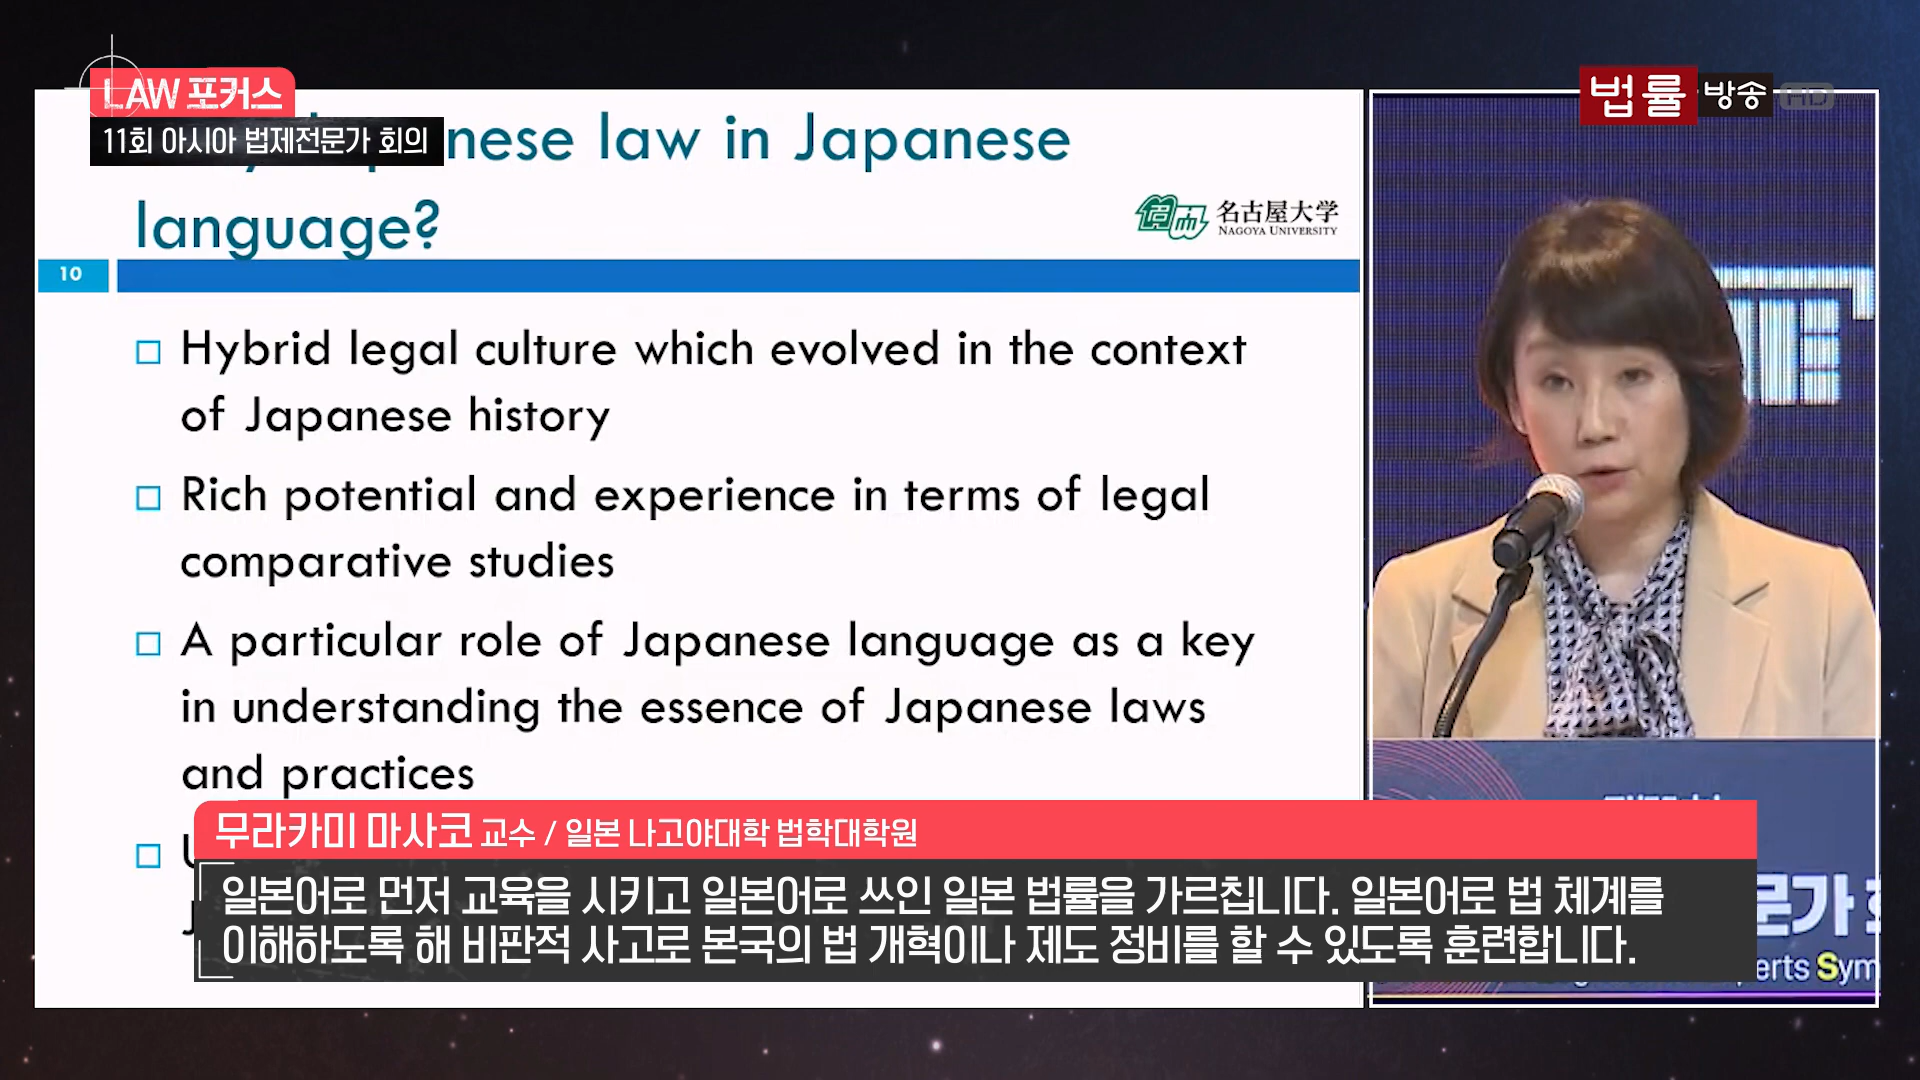 LAW 포커스
11회 아시아 법제전문가 회의
법률방송 HD
nese law in Japanese
language?
名古屋大学
NAGOYA UNIVERSITY
10
Hybrid legal culture which evolved in the context
of Japanese history
Rich potential and experience in terms of legal
comparative studies
A particular role of Japanese language as a key
in understanding the essence of Japanese laws
and practices
무라카미 마사코 교수 / 일본 나고야대학 법학대학원
일본어로 먼저 교육을 시키고 일본어로 쓰인 일본 법률을 가르칩니다. 일본어로 법 체계를
이해하도록 해 비판적 사고로 본국의 법 개혁이나 제도 정비를 할 수 있도록 훈련합니다.
문가
erts Sym